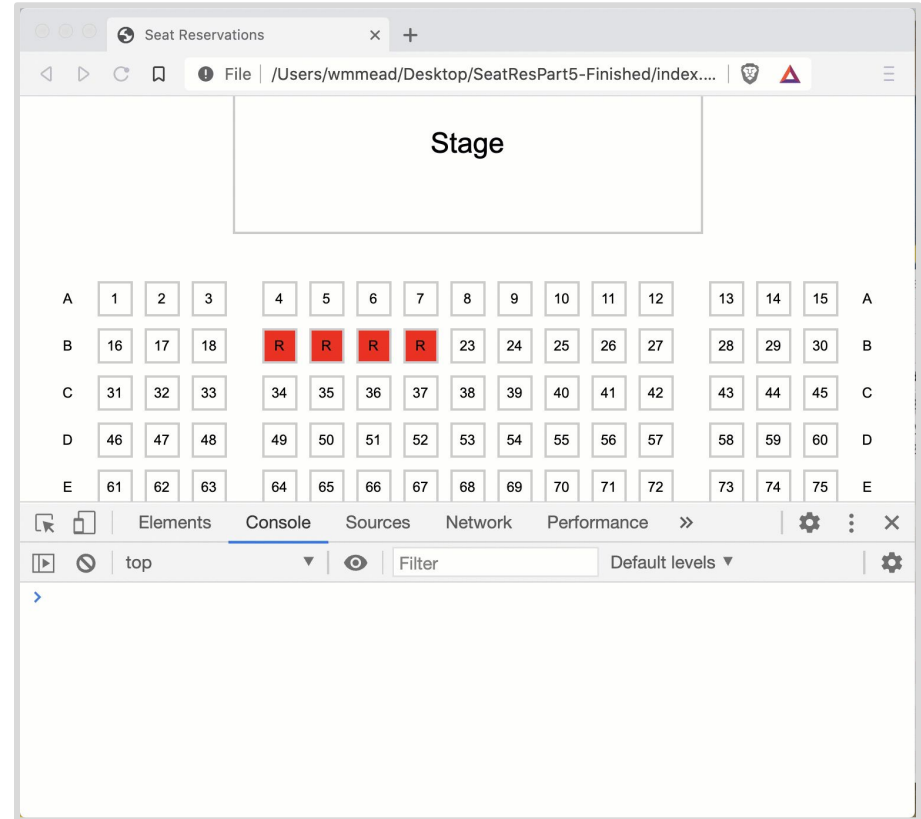 Seat Reservations
File /Users/wmmead/Desktop/SeatResPart5-Finished/index....
Stage
A 1 2 3 4 5 6 7 8 9 10 11 12 13 14 15 A
B 16 17 18 R R R R 23 24 25 26 27 28 29 30 B
C 31 32 33 34 35 36 37 38 39 40 41 42 43 44 45 C
D 46 47 48 49 50 51 52 53 54 55 56 57 58 59 60 D
E 61 62 63 64 65 66 67 68 69 70 71 72 73 74 75 E
Elements Console Sources Network Performance
top Filter Default levels